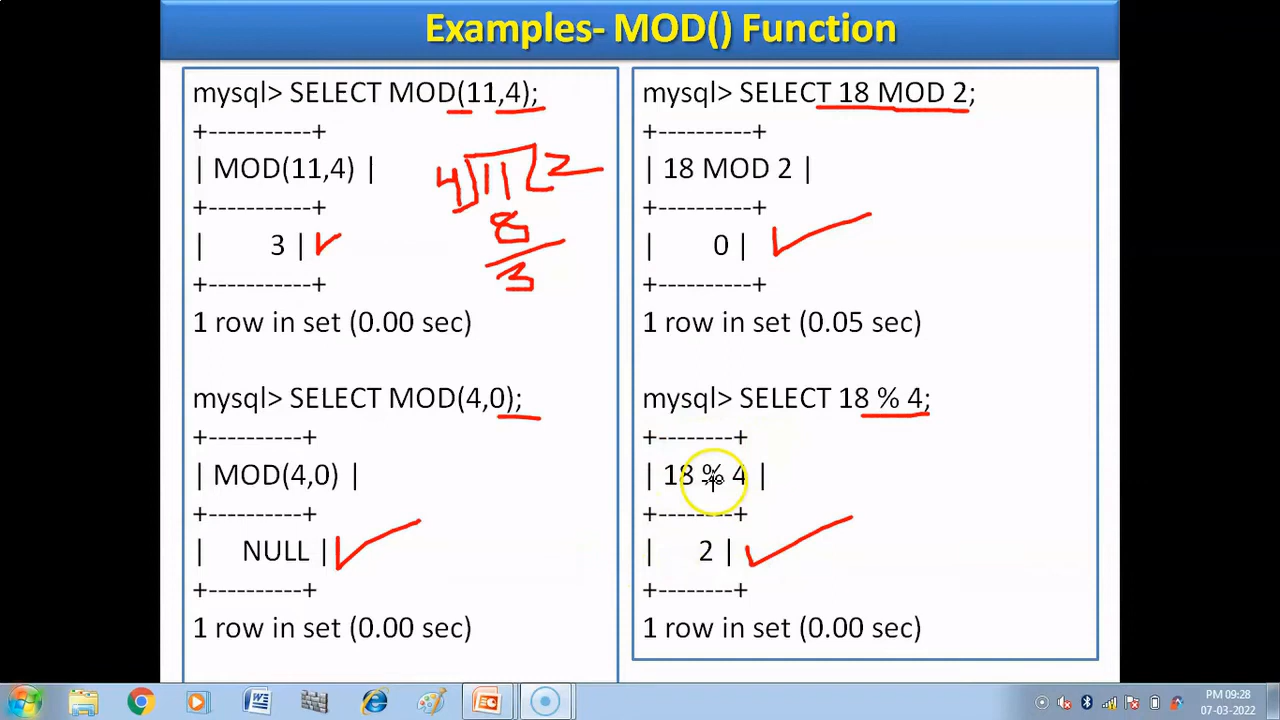 Examples- MOD() Function
mysql> SELECT MOD(11,4);
+-----------+
| MOD(11,4) |
+-----------+
| 3 |
+-----------+
1 row in set (0.00 sec)
4 11 2
8
3
mysql> SELECT MOD(4,0);
+----------+
| MOD(4,0) |
+----------+
| NULL |
+----------+
1 row in set (0.00 sec)
mysql> SELECT 18 MOD 2;
+----------+
| 18 MOD 2 |
+----------+
| 0 |
+----------+
1 row in set (0.05 sec)
mysql> SELECT 18 % 4;
+--------+
| 18 % 4 |
+--------+
| 2 |
+--------+
1 row in set (0.00 sec)
PM 09:28
07-03-2022